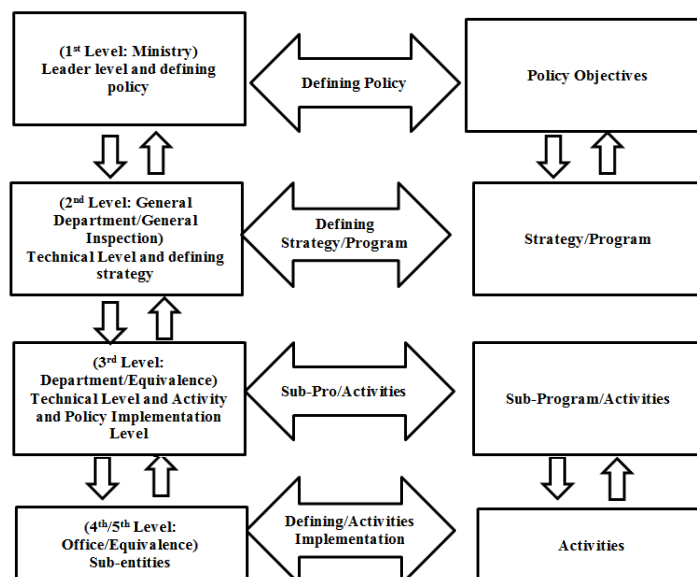 (1st Level: Ministry)
Leader level and defining
policy
Defining Policy
Policy Objectives
(2nd Level: General
Department/General
Inspection)
Technical Level and defining
strategy
Defining
Strategy/Program
Strategy/Program
(3rd Level:
Department/Equivalence)
Technical Level and Activity
and Policy Implementation
Level
Sub-Pro/Activities
Sub-Program/Activities
(4th/5th Level:
Office/Equivalence)
Sub-entities
Defining/Activities
Implementation
Activities